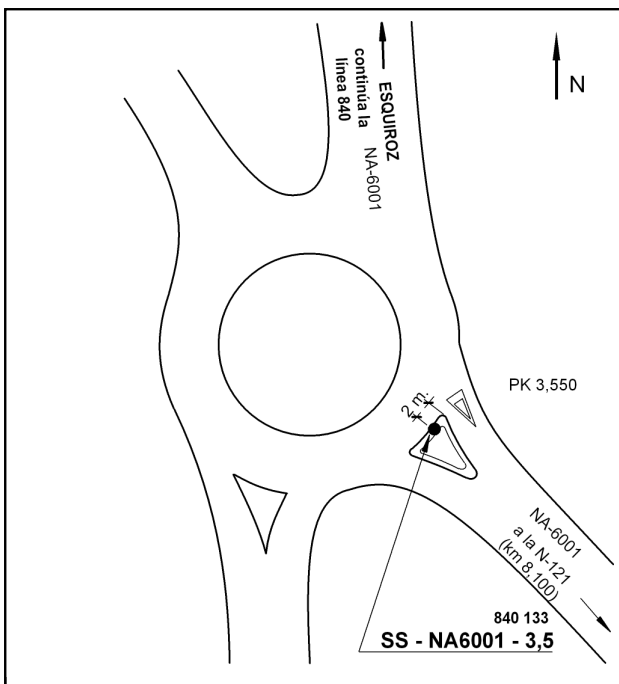 ESQUIROZ
continúa la
línea 840
NA-6001
N
PK 3,550
2 m.
NA-6001
a la N-121
(km 8,100)
840 133
SS - NA6001 - 3,5